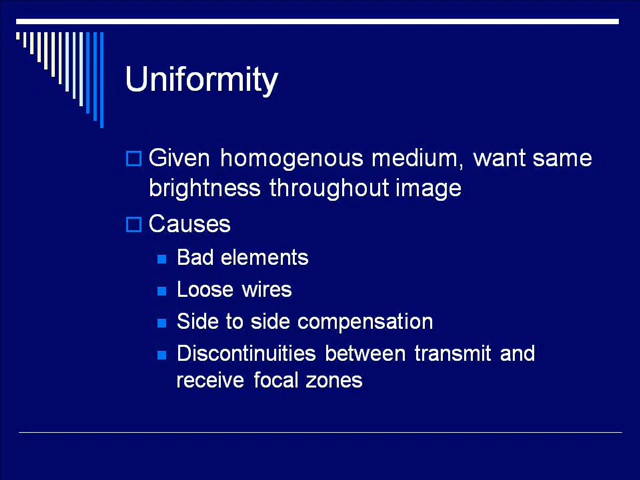 Uniformity
Given homogenous medium, want same
brightness throughout image
Causes
Bad elements
Loose wires
Side to side compensation
Discontinuities between transmit and
receive focal zones